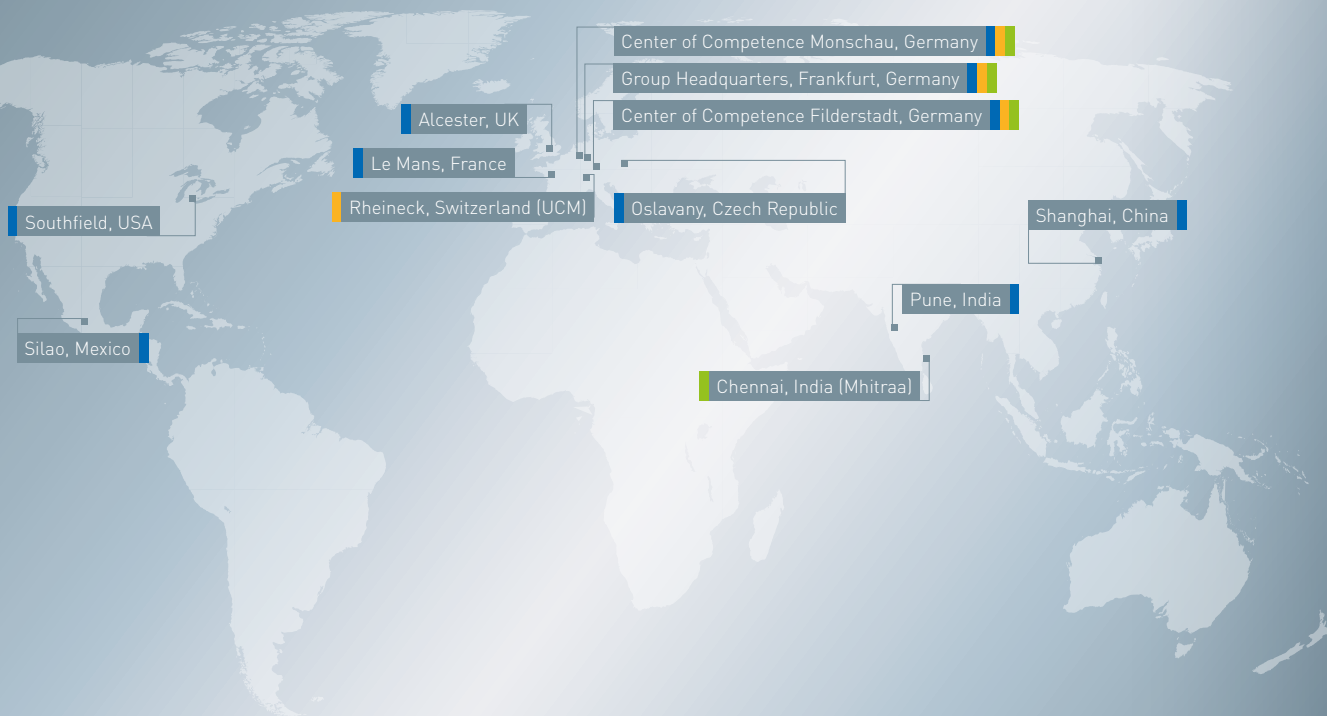 Center of Competence Monschau, Germany
Group Headquarters, Frankfurt, Germany
Center of Competence Filderstadt, Germany
Alcester, UK
Le Mans, France
Rheineck, Switzerland (UCM)
Oslavany, Czech Republic
Southfield, USA
Shanghai, China
Pune, India
Silao, Mexico
Chennai, India (Mhitraa)